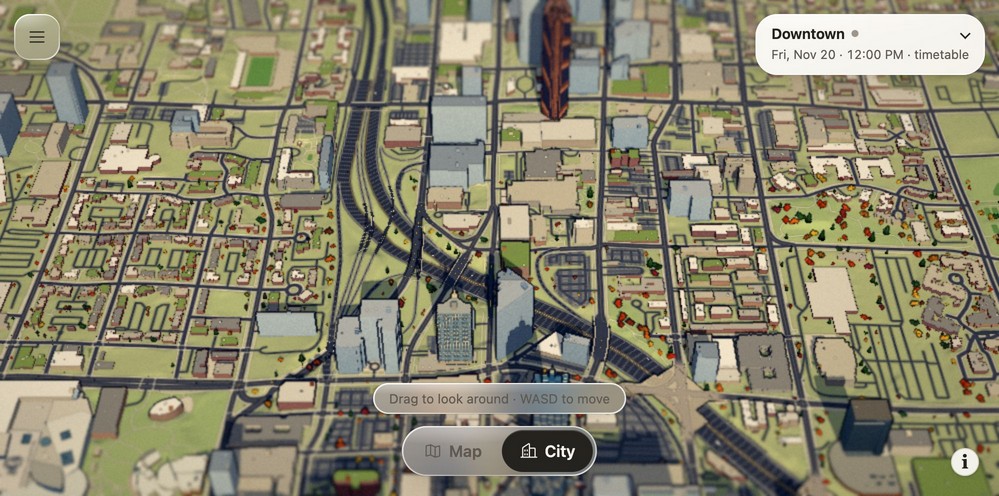 Downtown
Fri, Nov 20 · 12:00 PM · timetable
Drag to look around · WASD to move
Map
City
i